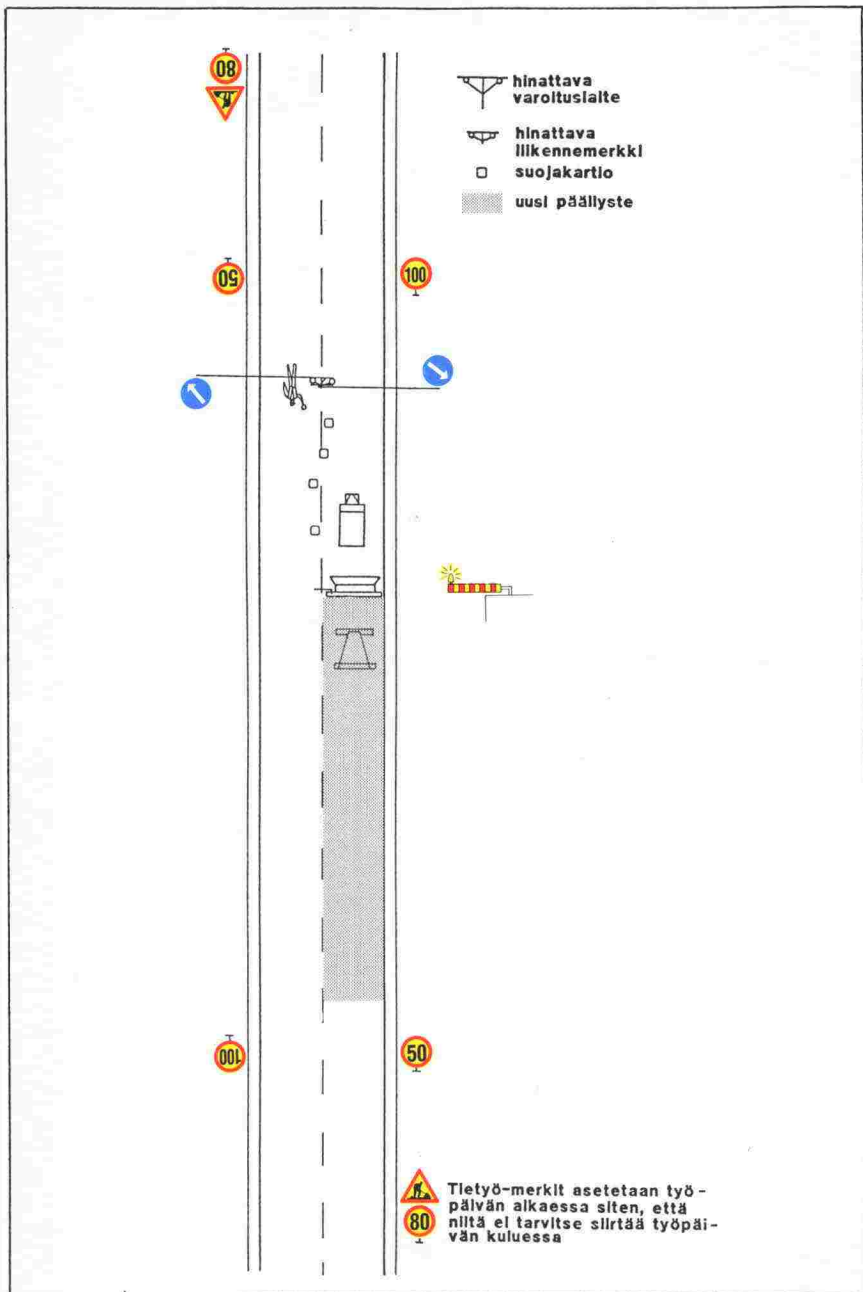 80
hinattava
varoituslaite
hinattava
liikennemerkki
suojakartio
uusi päällyste
50
100
100
50
80
Tietyö-merkit asetetaan työ-
päivän alkaessa siten, että
niitä ei tarvitse siirtää työpäi-
vän kuluessa